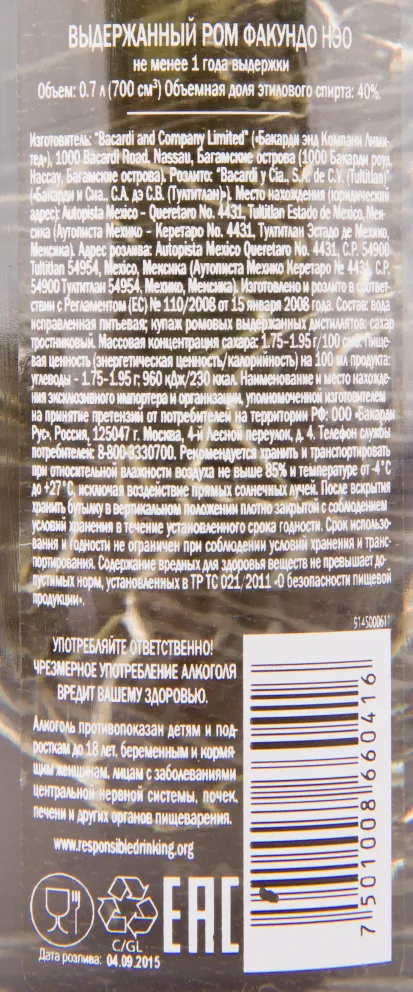 ВЫДЕРЖАННЫЙ РОМ ФАКУНДО НЭО
не менее 1 года выдержки
Объем: 0.7 л (700 см³) Объемная доля этилового спирта: 40%.
Изготовитель: "Bacardi and Company Limited" («Бакарди энд Компани Лими-
тед»), 1000 Bacardi Road, Nassau, Багамские острова (1000 Бакарди роуд,
Нассау, Багамские острова). Розлито: "Bacardi y Cia., S.A. de C.V. (Tultitlan)"
(«Бакарди и Сиа., С.А. дэ С.В. (Тултитлан)»). Место нахождения (юридический
адрес): Autopista Mexico - Queretaro No. 4431, Tultitlan Estado de Mexico, Мек-
сика (Аутописта Мехико - Керетаро No. 4431, Тултитлан Эстадо де Мехико,
Мексика). Адрес розлива: Autopista Mexico Queretaro No. 4431, C.P. 54900
Tultitlan 54954, Mexico, Мексика (Аутописта Мехико Керетаро № 4431, С.Р.
54900 Тултитлан 54954, Мехико, Мексика). Изготовлено и розлито в соответ-
ствии с Регламентом (ЕС) № 110/2008 от 15 января 2008 года. Состав: вода
исправленная питьевая; купаж ромовых выдержанных дистиллятов; сахар
тростниковый. Массовая концентрация сахара: 1.75-1.95 г/100 см³. Пище-
вая ценность (энергетическая ценность/калорийность) на 100 мл продукта:
углеводы - 1.75-1.95 г; 960 кДж/230 ккал. Наименование и место нахожде-
ния эксклюзивного импортера и организации, уполномоченной изготовителем
на принятие претензий от потребителей на территории РФ: ООО «Бакарди
Рус», Россия, 125047 г. Москва, 4-й Лесной переулок, д. 4. Телефон службы
потребителей: 8-800-3330700. Рекомендуется хранить и транспортировать
при относительной влажности воздуха не выше 85% и температуре от -4°С
до +27°С, исключая воздействие прямых солнечных лучей. После вскрытия
хранить бутылку в вертикальном положении плотно закрытой с соблюдением
условий хранения в течение установленного срока годности. Срок использо-
вания и годности не ограничен при соблюдении условий хранения и транс-
портирования. Содержание вредных для здоровья веществ не превышает до-
пустимых норм, установленных в ТР ТС 021/2011 «О безопасности пищевой
продукции».
УПОТРЕБЛЯЙТЕ ОТВЕТСТВЕННО!
ЧРЕЗМЕРНОЕ УПОТРЕБЛЕНИЕ АЛКОГОЛЯ
ВРЕДИТ ВАШЕМУ ЗДОРОВЬЮ.
Алкоголь противопоказан детям и под-
росткам до 18 лет, беременным и кормя-
щим женщинам, лицам с заболеваниями
центральной нервной системы, почек,
печени и других органов пищеварения.
www.responsibledrinking.org
C/GL
EAC
Дата розлива: 04.09.2015
7 501008 660416